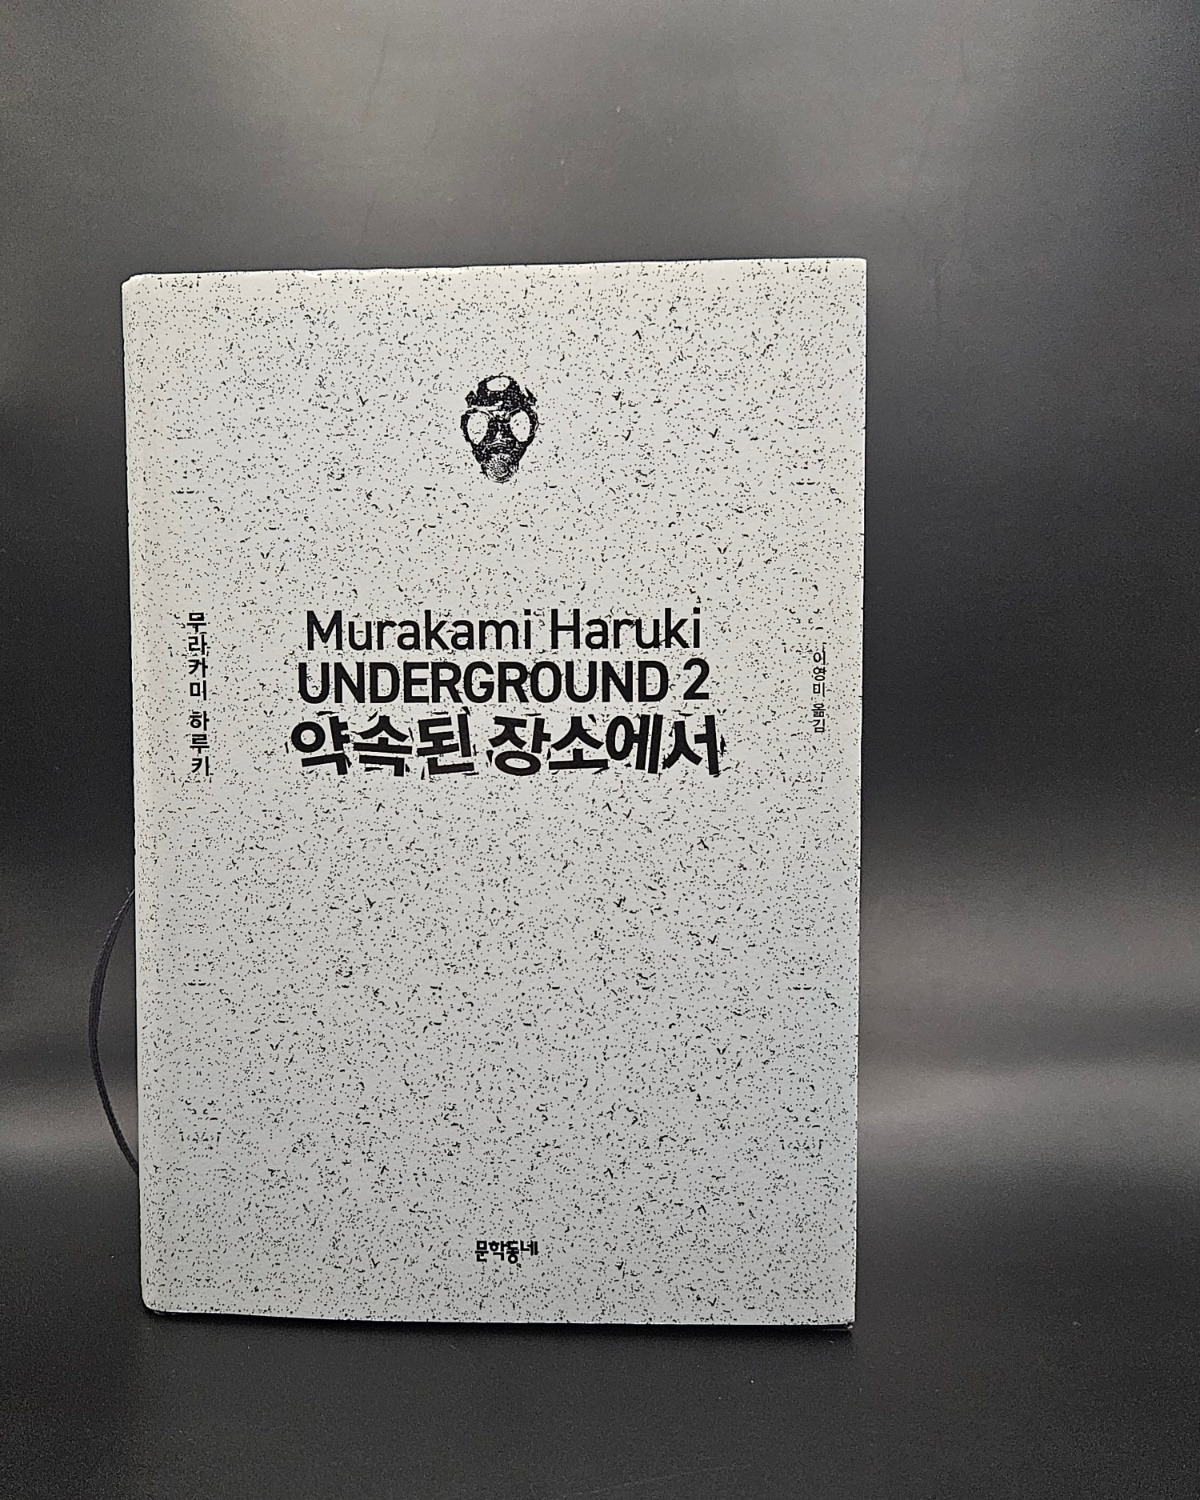 무라카미 하루키
Murakami Haruki
UNDERGROUND 2
약속된 장소에서
이영미 옮김
문학동네